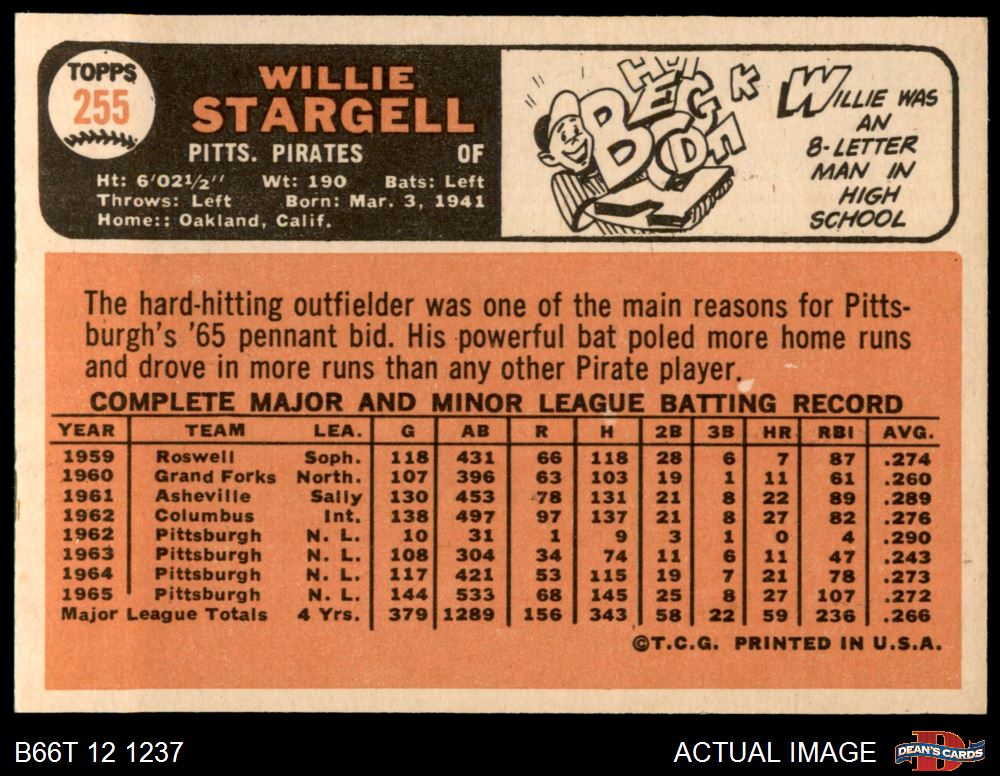 TOPPS
255
WILLIE
STARGELL
PITTS. PIRATES OF
Ht: 6'02½" Wt: 190 Bats: Left
Throws: Left Born: Mar. 3, 1941
Home:: Oakland, Calif.
WILLIE WAS
AN
8-LETTER
MAN IN
HIGH
SCHOOL
The hard-hitting outfielder was one of the main reasons for Pitts-
burgh's '65 pennant bid. His powerful bat poled more home runs
and drove in more runs than any other Pirate player.
COMPLETE MAJOR AND MINOR LEAGUE BATTING RECORD
YEAR TEAM LEA. G AB R H 2B 3B HR RBI AVG.
1959 Roswell Soph. 118 431 66 118 28 6 7 87 .274
1960 Grand Forks North. 107 396 63 103 19 1 11 61 .260
1961 Asheville Sally 130 453 78 131 21 8 22 89 .289
1962 Columbus Int. 138 497 97 137 21 8 27 82 .276
1962 Pittsburgh N. L. 10 31 1 9 3 1 0 4 .290
1963 Pittsburgh N. L. 108 304 34 74 11 6 11 47 .243
1964 Pittsburgh N. L. 117 421 53 115 19 7 21 78 .273
1965 Pittsburgh N. L. 144 533 68 145 25 8 27 107 .272
Major League Totals 4 Yrs. 379 1289 156 343 58 22 59 236 .266
©T.C.G. PRINTED IN U.S.A.
B66T 12 1237
ACTUAL IMAGE
DEAN'S CARDS